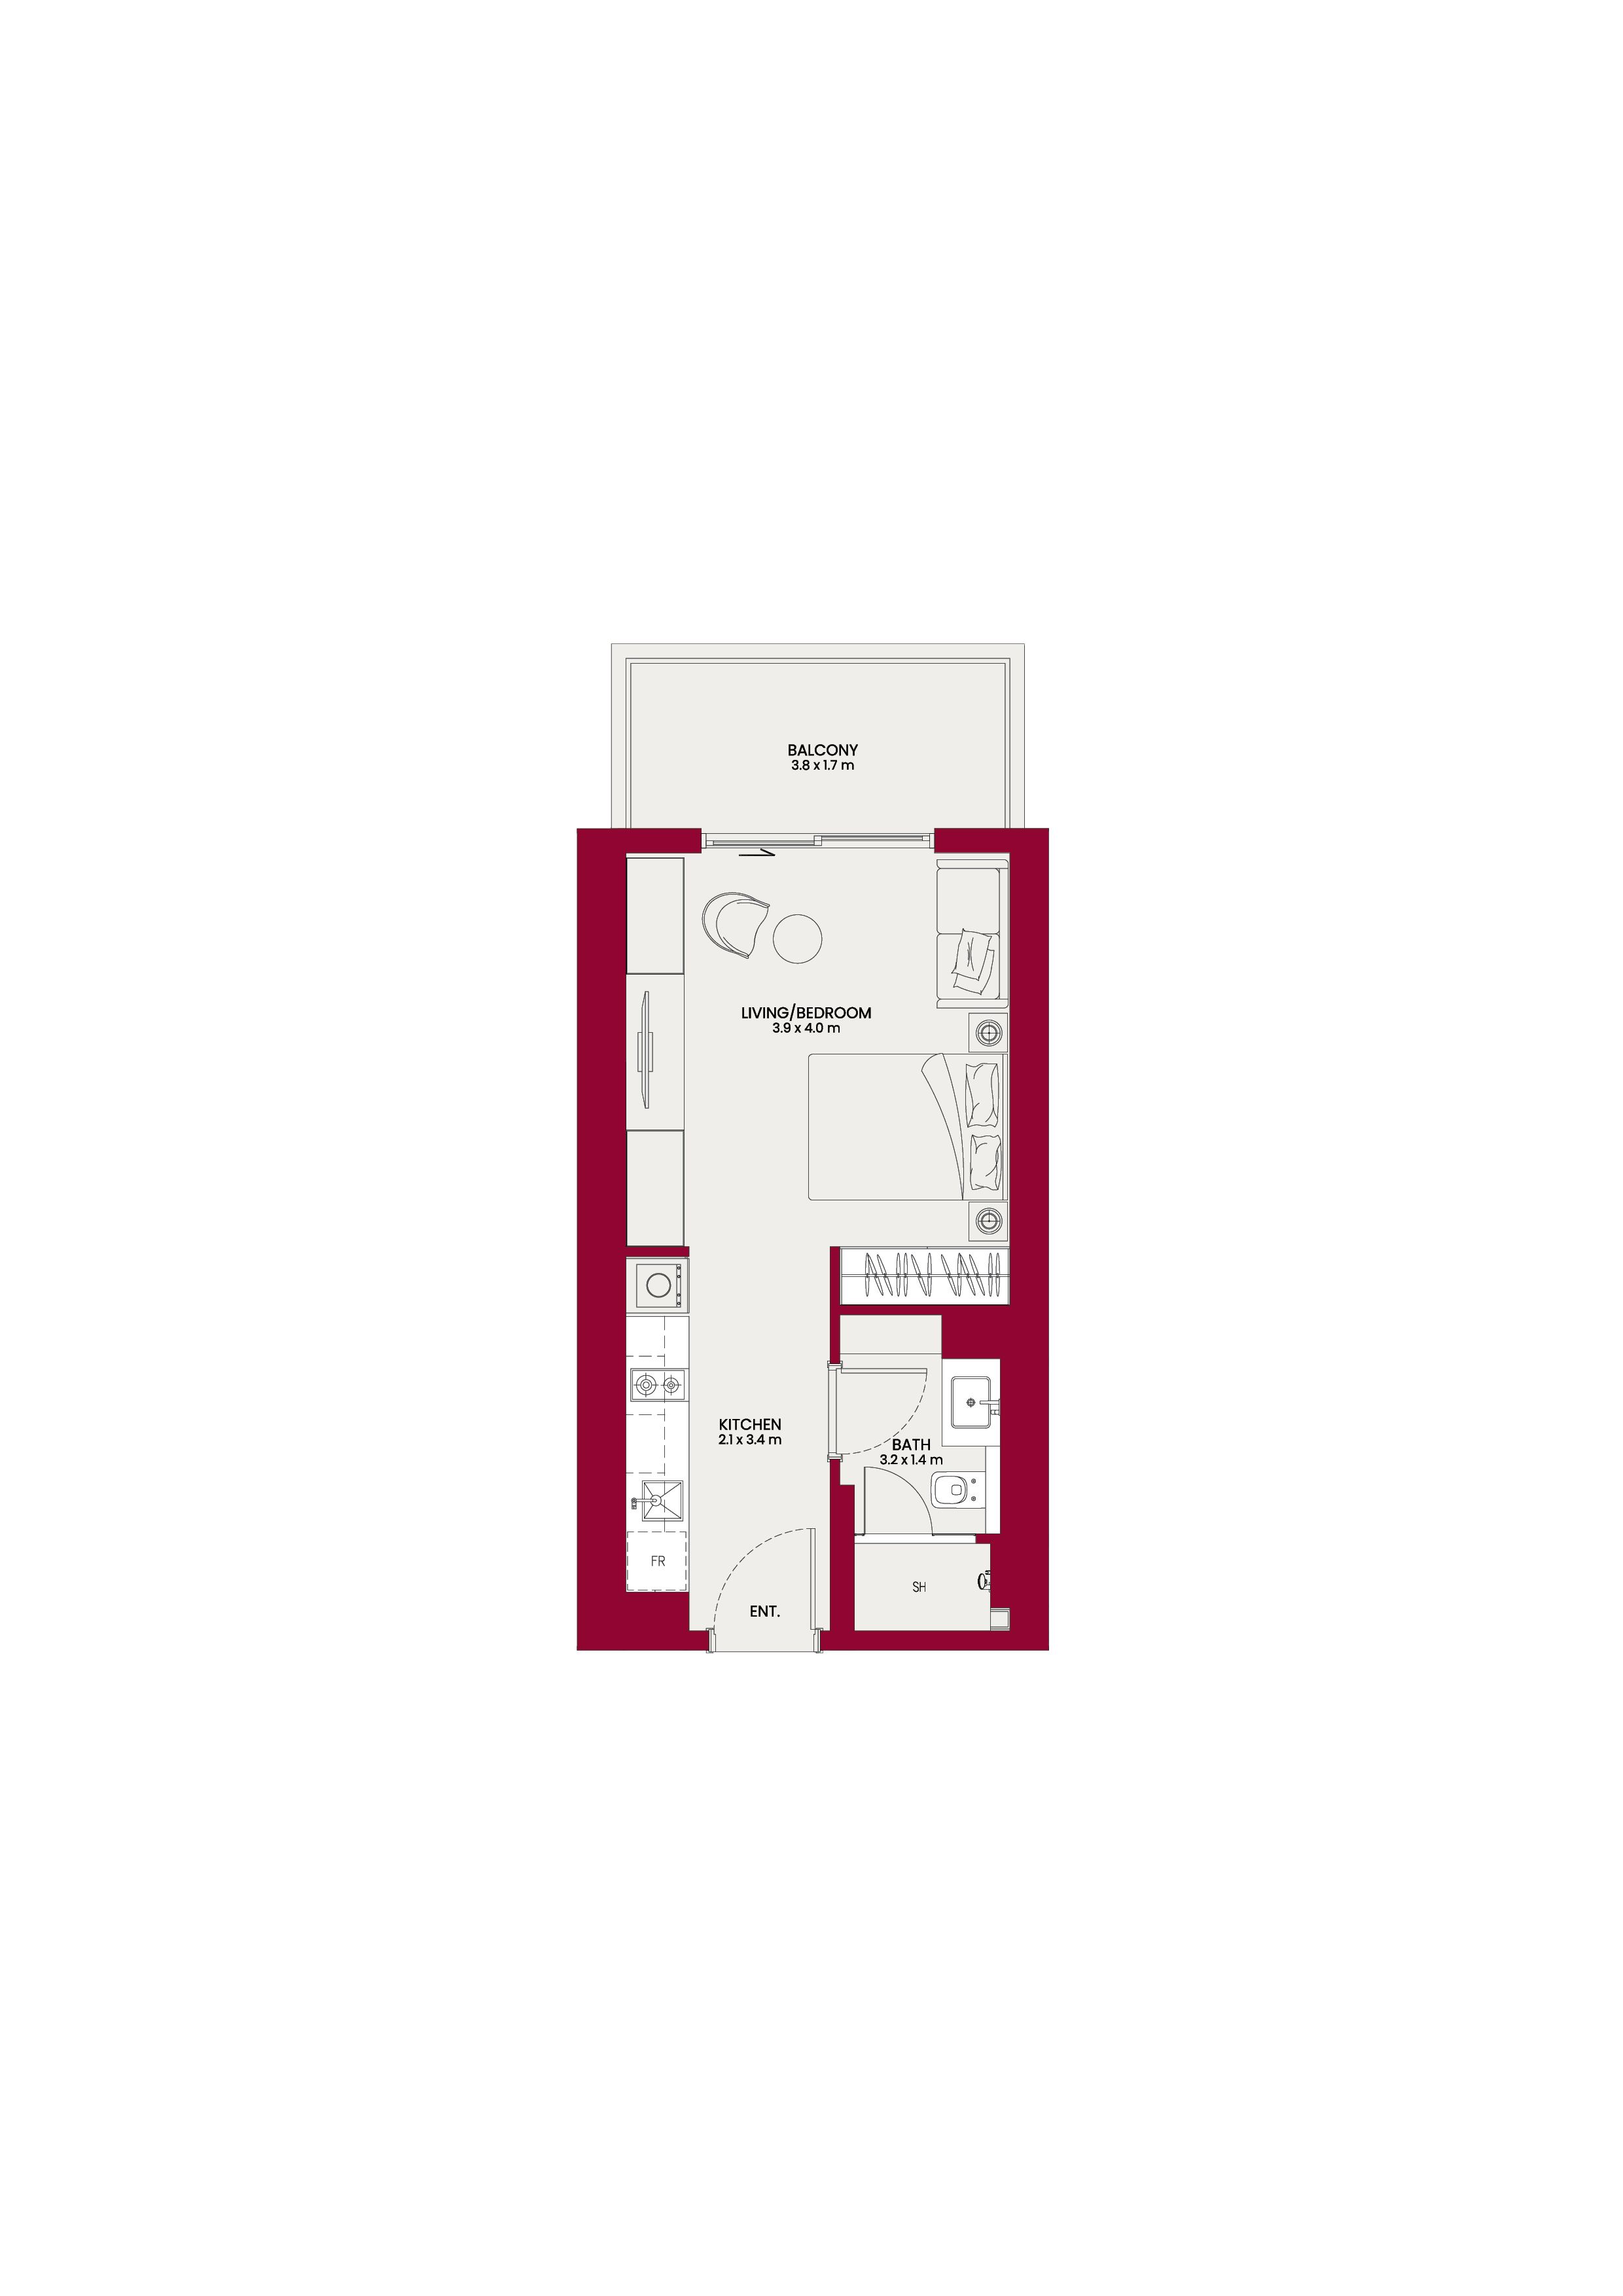 BALCONY
3.8 x 1.7 m
LIVING/BEDROOM
3.9 x 4.0 m
KITCHEN
2.1 x 3.4 m
BATH
3.2 x 1.4 m
FR
SH
ENT.